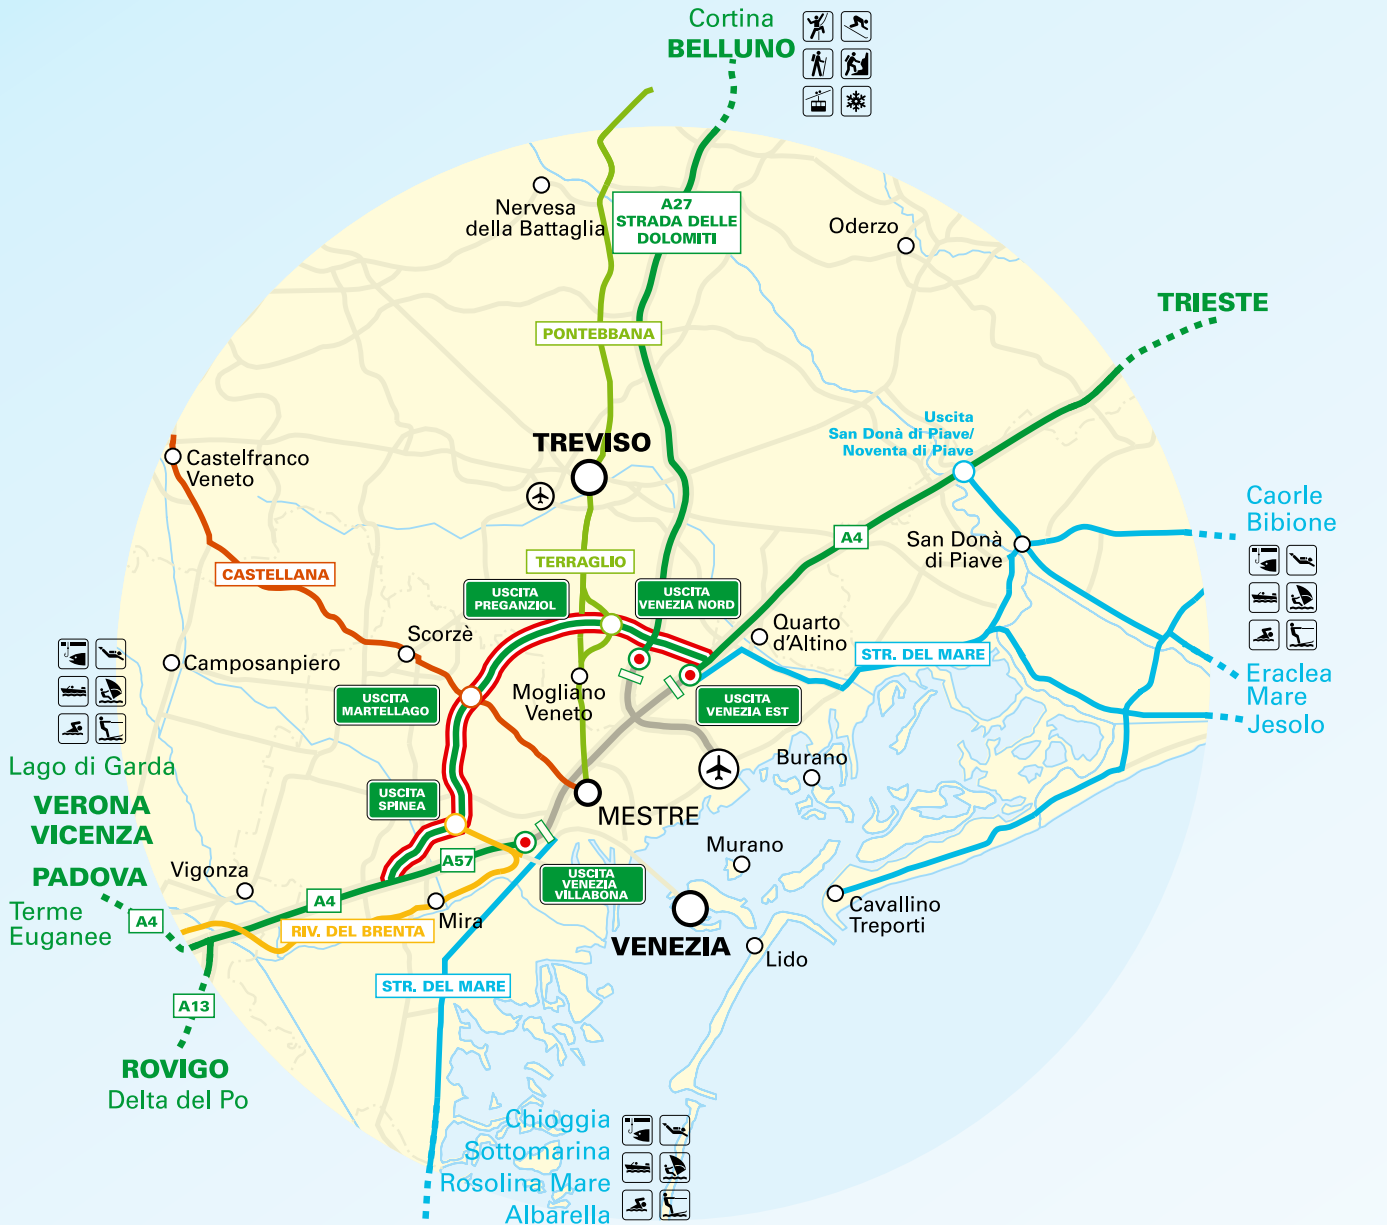 Cortina
BELLUNO
A27
STRADA DELLE
DOLOMITI
Nervesa
della Battaglia
Oderzo
TRIESTE
PONTEBBANA
Uscita
San Donà di Piave/
Noventa di Piave
TREVISO
Castelfranco
Veneto
Caorle
Bibione
A4
San Donà
di Piave
TERRAGLIO
CASTELLANA
USCITA
PREGANZIOL
USCITA
VENEZIA NORD
Quarto
d'Altino
Scorzè
STR. DEL MARE
Camposanpiero
Eraclea
Mare
Jesolo
Mogliano
Veneto
USCITA
MARTELLAGO
USCITA
VENEZIA EST
Lago di Garda
Burano
VERONA
VICENZA
USCITA
SPINEA
MESTRE
Murano
A57
Vigonza
PADOVA
USCITA
VENEZIA
VILLABONA
A4
Terme
Euganee
A4
Mira
Cavallino
Treporti
RIV. DEL BRENTA
VENEZIA
Lido
STR. DEL MARE
A13
ROVIGO
Delta del Po
Chioggia
Sottomarina
Rosolina Mare
Albarella